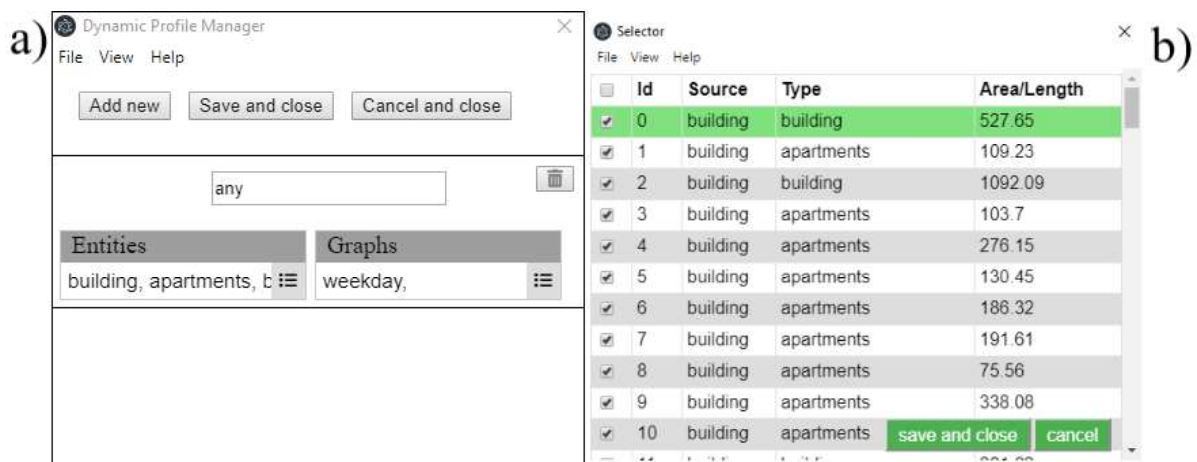 a)
Dynamic Profile Manager
File View Help
Add new Save and close Cancel and close
any
Entities Graphs
building, apartments, b weekday,
Selector
b)
File View Help
Id Source Type Area/Length
0 building building 527.65
1 building apartments 109.23
2 building building 1092.09
3 building apartments 103.7
4 building apartments 276.15
5 building apartments 130.45
6 building apartments 186.32
7 building apartments 191.61
8 building apartments 75.56
9 building apartments 338.08
10 building apartments save and close cancel